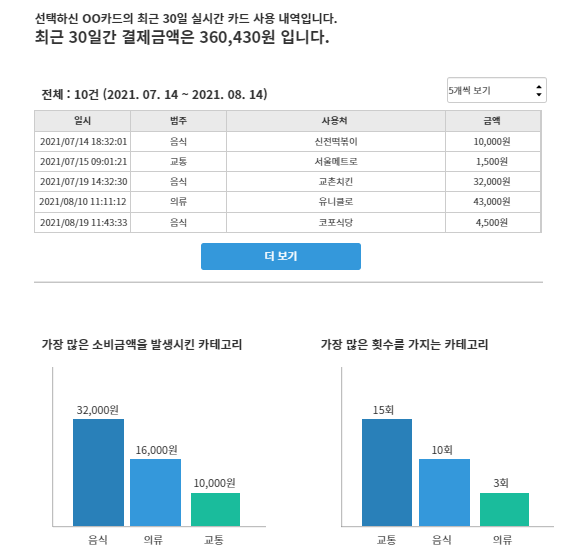 선택하신 OO카드의 최근 30일 실시간 카드 사용 내역입니다.
최근 30일간 결제금액은 360,430원 입니다.
전체 : 10건 (2021. 07. 14 ~ 2021. 08. 14)
5개씩 보기
일시 범주 사용처 금액
2021/07/14 18:32:01 음식 신전떡볶이 10,000원
2021/07/15 09:01:21 교통 서울메트로 1,500원
2021/07/19 14:32:30 음식 교촌치킨 32,000원
2021/08/10 11:11:12 의류 유니클로 43,000원
2021/08/19 11:43:33 음식 코포식당 4,500원
더 보기
가장 많은 소비금액을 발생시킨 카테고리
32,000원
16,000원
10,000원
음식 의류 교통
가장 많은 횟수를 가지는 카테고리
15회
10회
3회
교통 음식 의류